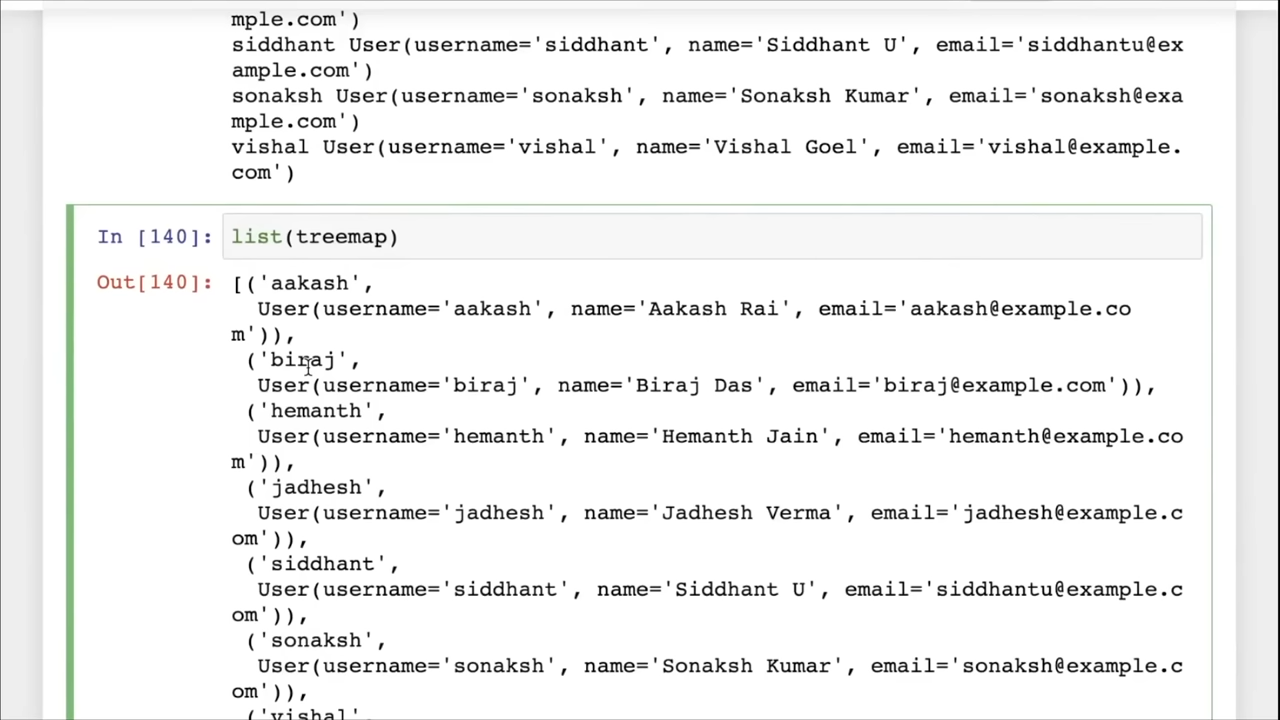 mple.com')
siddhant User(username='siddhant', name='Siddhant U', email='siddhantu@ex
ample.com')
sonaksh User(username='sonaksh', name='Sonaksh Kumar', email='sonaksh@exa
mple.com')
vishal User(username='vishal', name='Vishal Goel', email='vishal@example.
com')
In [140]: list(treemap)
Out[140]: [('aakash',
User(username='aakash', name='Aakash Rai', email='aakash@example.co
m')),
('biraj',
User(username='biraj', name='Biraj Das', email='biraj@example.com')),
('hemanth',
User(username='hemanth', name='Hemanth Jain', email='hemanth@example.co
m')),
('jadhesh',
User(username='jadhesh', name='Jadhesh Verma', email='jadhesh@example.c
om')),
('siddhant',
User(username='siddhant', name='Siddhant U', email='siddhantu@example.c
om')),
('sonaksh',
User(username='sonaksh', name='Sonaksh Kumar', email='sonaksh@example.c
om')),
('vishal',